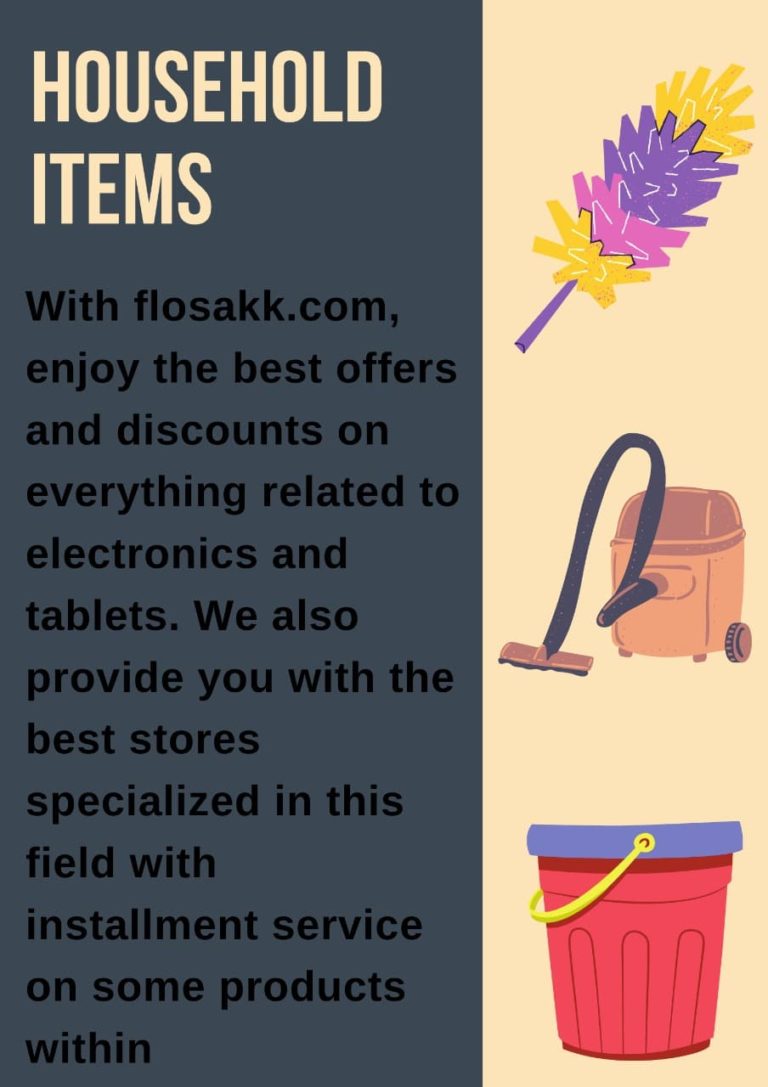 HOUSEHOLD
ITEMS
With flosakk.com,
enjoy the best offers
and discounts on
everything related to
electronics and
tablets. We also
provide you with the
best stores
specialized in this
field with
installment service
on some products
within